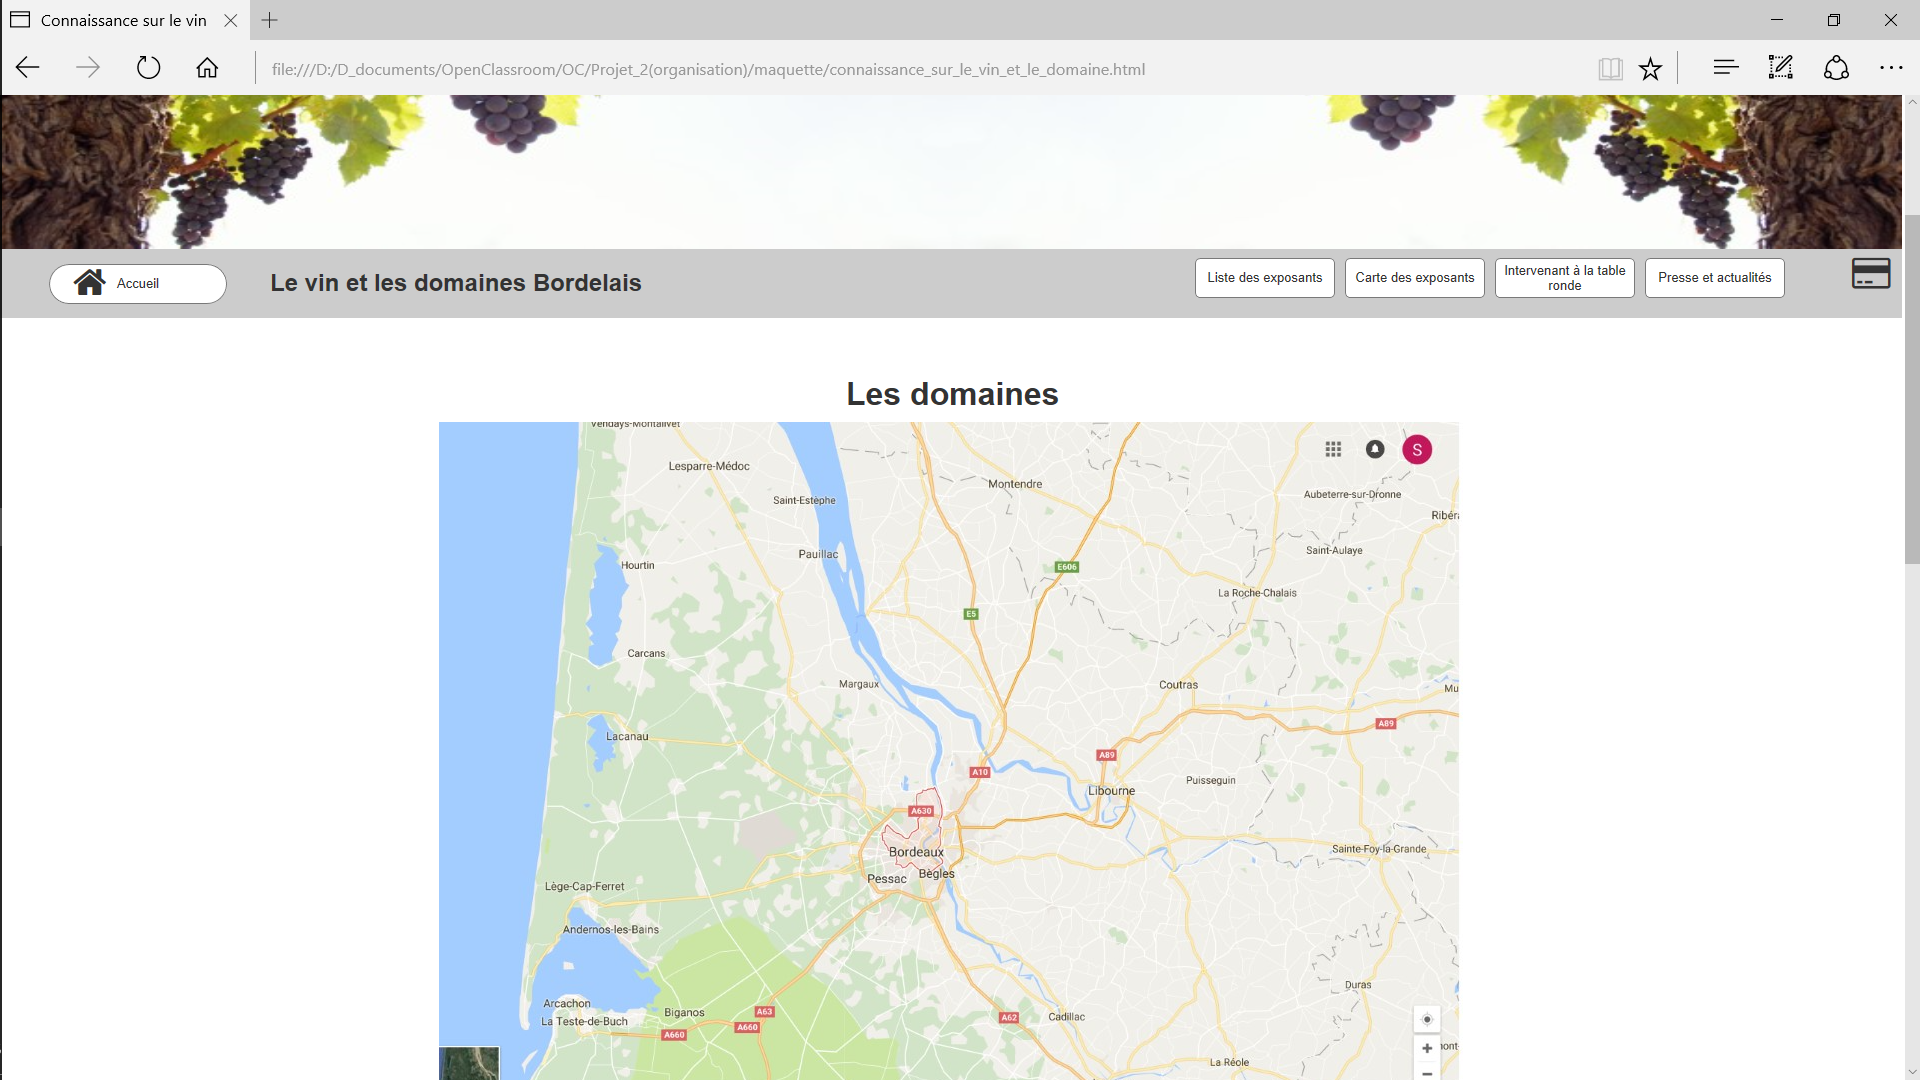 Connaissance sur le vin
file:///D:/D_documents/OpenClassroom/OC/Projet_2(organisation)/maquette/connaissance_sur_le_vin_et_le_domaine.html
Accueil
Le vin et les domaines Bordelais
Liste des exposants
Carte des exposants
Intervenant à la table
ronde
Presse et actualités
Les domaines
Vendays-Montalivet
Lesparre-Médoc
S
Montendre
Aubeterre-sur-Dronne
Saint-Estèphe
Ribér
Saint-Aulaye
Pauillac
Hourtin
E606
La Roche-Chalais
E5
Carcans
Margaux
Coutras
Mu
A89
Lacanau
A89
A10
Puisseguin
Libourne
A630
Bordeaux
Sainte-Foy-la-Grande
Bègles
Pessac
Lège-Cap-Ferret
Andernos-les-Bains
Duras
Arcachon
Biganos
A63
La Teste-de-Buch
A660
A660
A62
Cadillac
mont-
La Réole